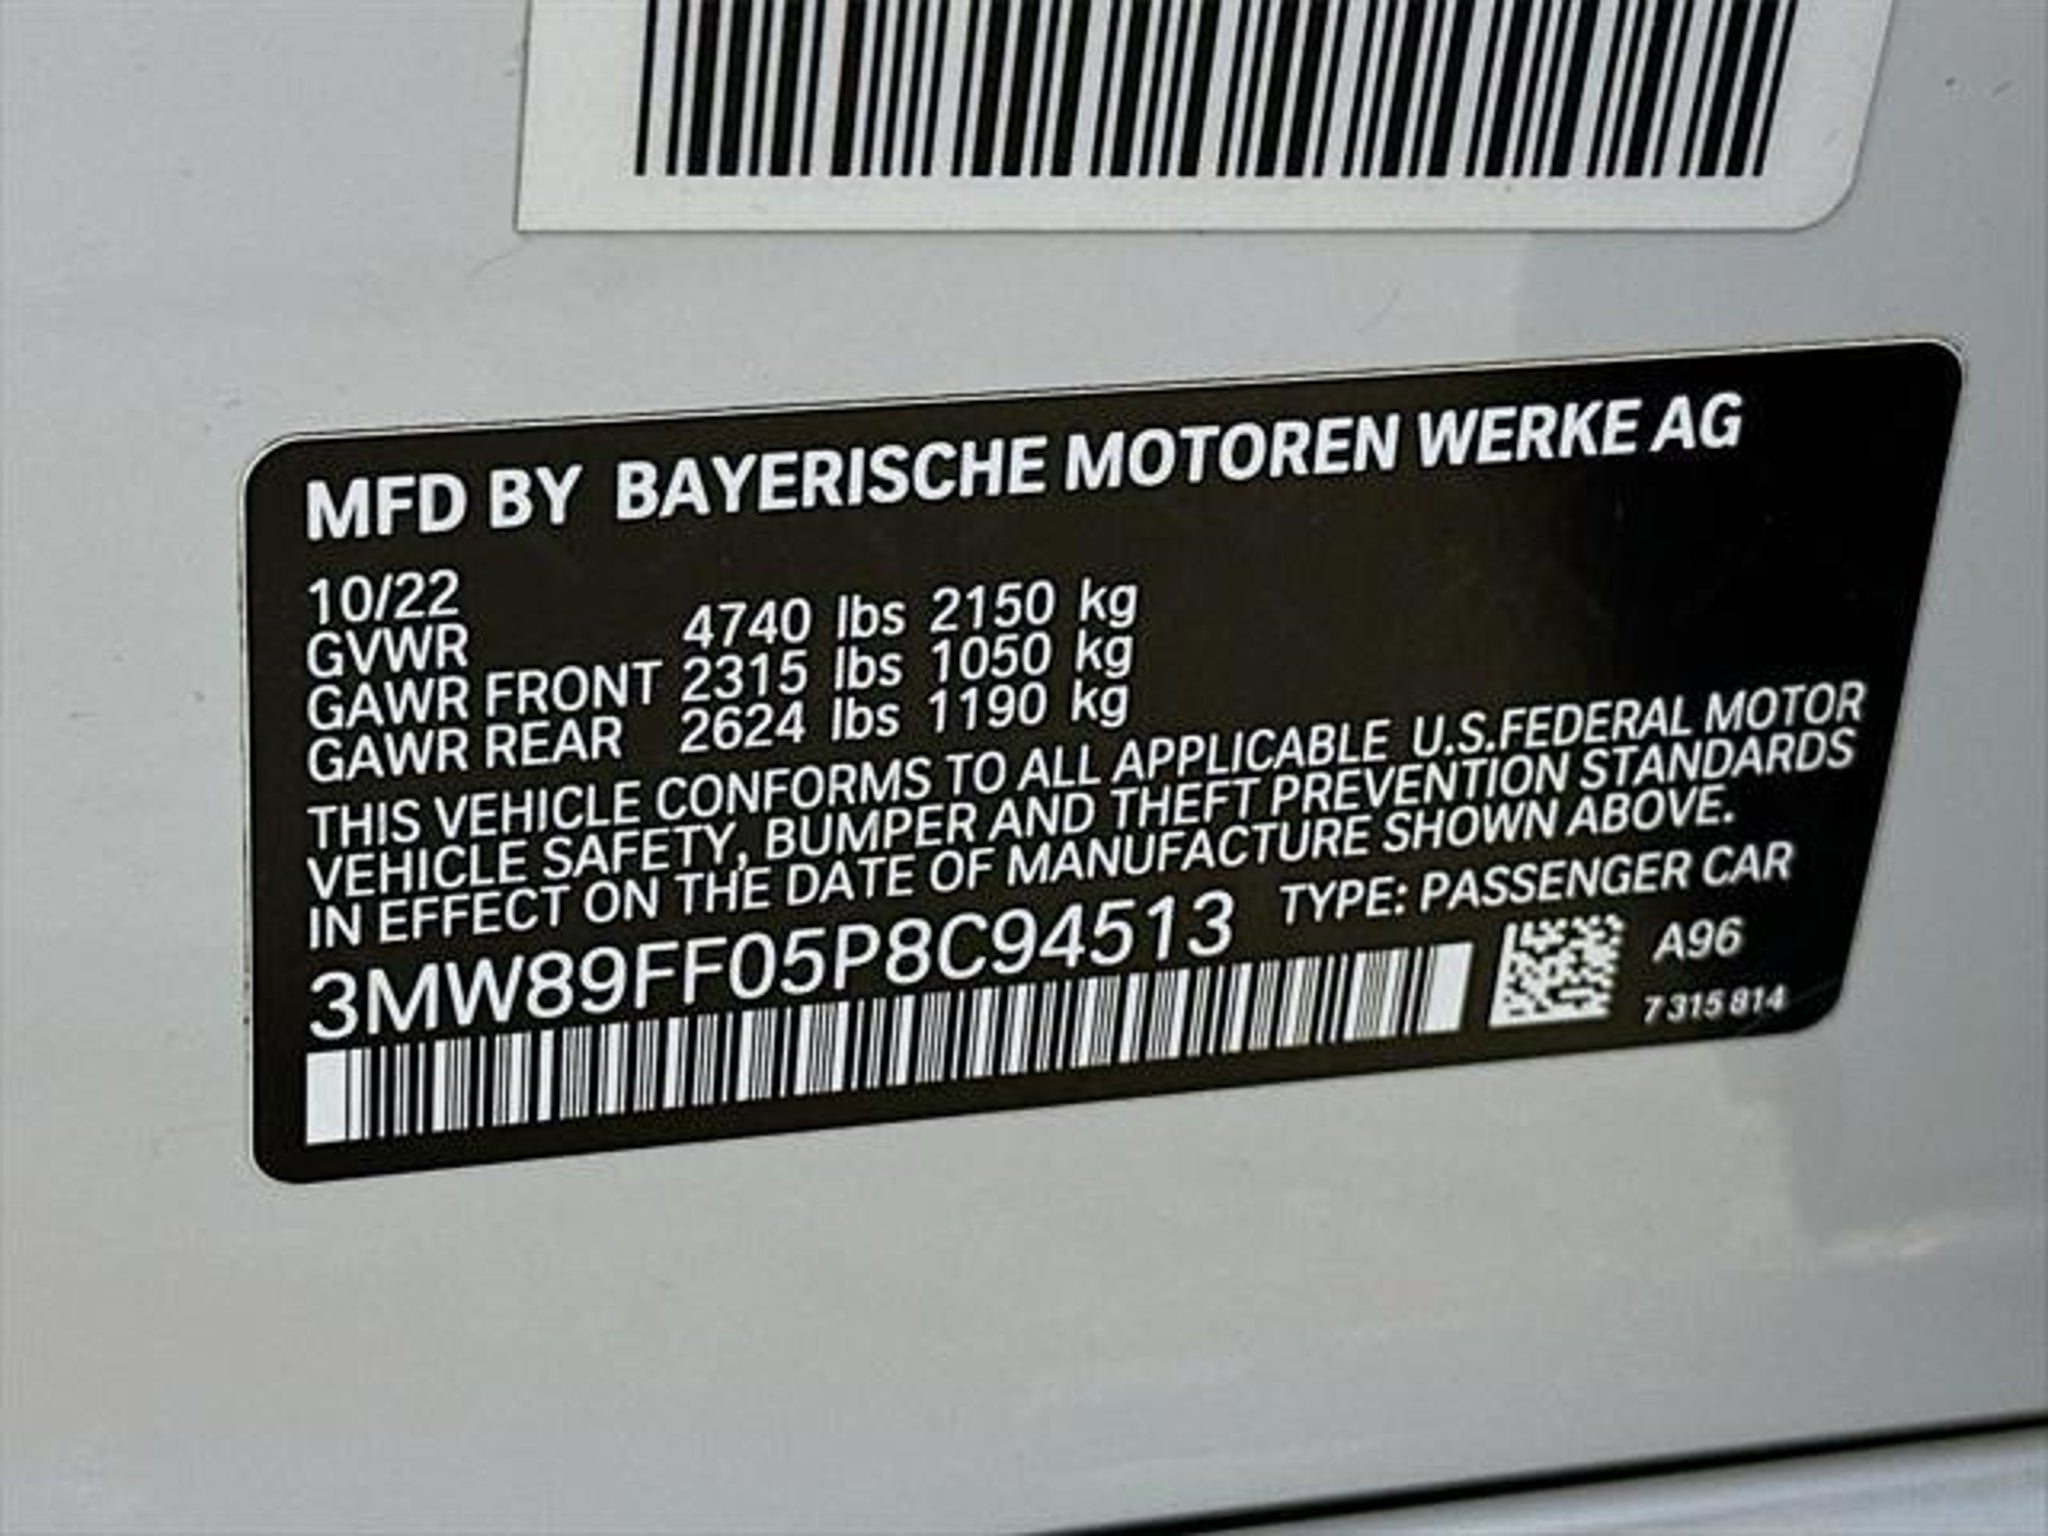 MFD BY BAYERISCHE MOTOREN WERKE AG
10/22
GVWR 4740 lbs 2150 kg
GAWR FRONT 2315 lbs 1050 kg
GAWR REAR 2624 lbs 1190 kg
THIS VEHICLE CONFORMS TO ALL APPLICABLE U.S.FEDERAL MOTOR
VEHICLE SAFETY, BUMPER AND THEFT PREVENTION STANDARDS
IN EFFECT ON THE DATE OF MANUFACTURE SHOWN ABOVE.
3MW89FF05P8C94513 TYPE: PASSENGER CAR
A96
7 315 814